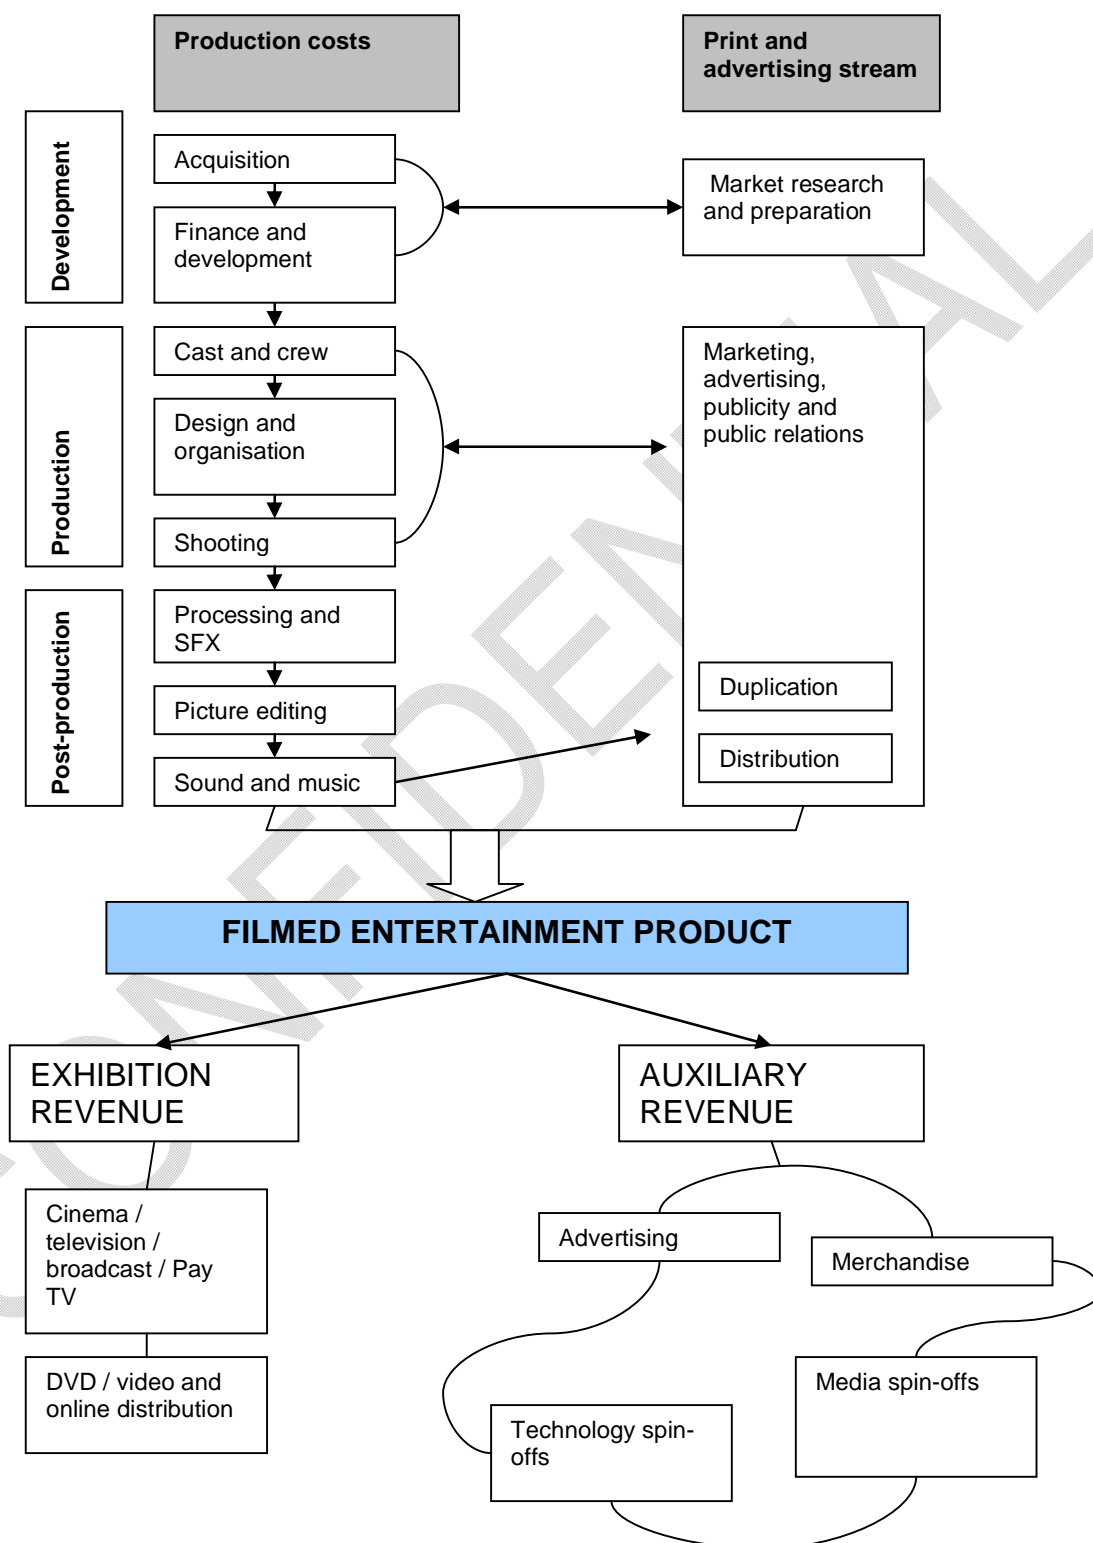 Production costs
Print and
advertising stream
Development
Acquisition
Finance and
development
Market research
and preparation
Production
Cast and crew
Design and
organisation
Shooting
Marketing,
advertising,
publicity and
public relations
Post-production
Processing and
SFX
Picture editing
Sound and music
Duplication
Distribution
FILMED ENTERTAINMENT PRODUCT
EXHIBITION
REVENUE
AUXILIARY
REVENUE
Cinema /
television /
broadcast / Pay
TV
DVD / video and
online distribution
Advertising
Merchandise
Technology spin-
offs
Media spin-offs
CONFIDENTIAL